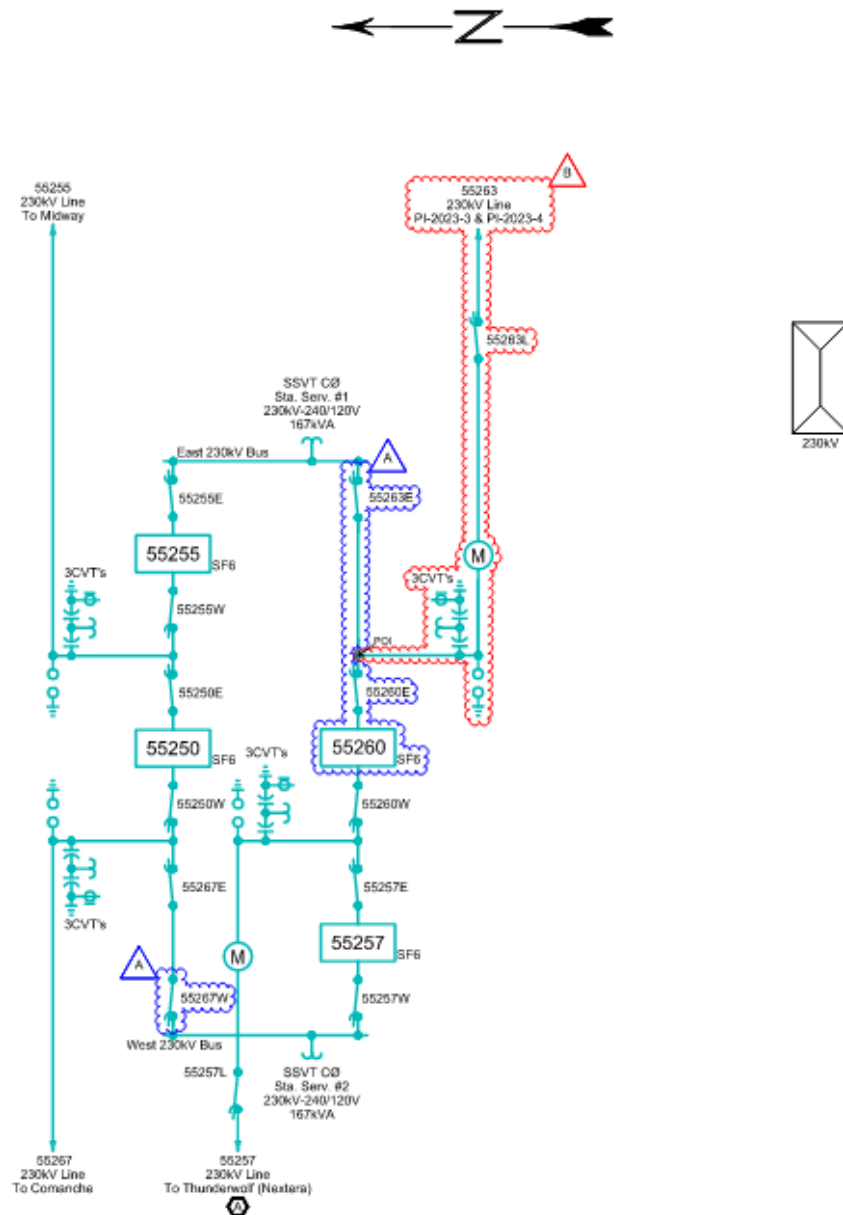 N
B
55255
230kV Line
To Midway
55263
230kV Line
PI-2023-3 & PI-2023-4
55263L
230kV
SSVT CØ
Sta. Serv. #1
230kV-240/120V
167kVA
East 230kV Bus
A
55255E
55263E
55255
SF6
M
3CVT's
3CVT's
55255W
POI
55250E
55260E
55250
SF6
3CVT's
55260
SF6
55250W
55260W
55267E
55257E
3CVT's
55257
SF6
A
M
55267W
55257W
West 230kV Bus
55257L
SSVT CØ
Sta. Serv. #2
230kV-240/120V
167kVA
55267
230kV Line
To Comanche
55257
230kV Line
To Thunderwolf (Nextera)
A